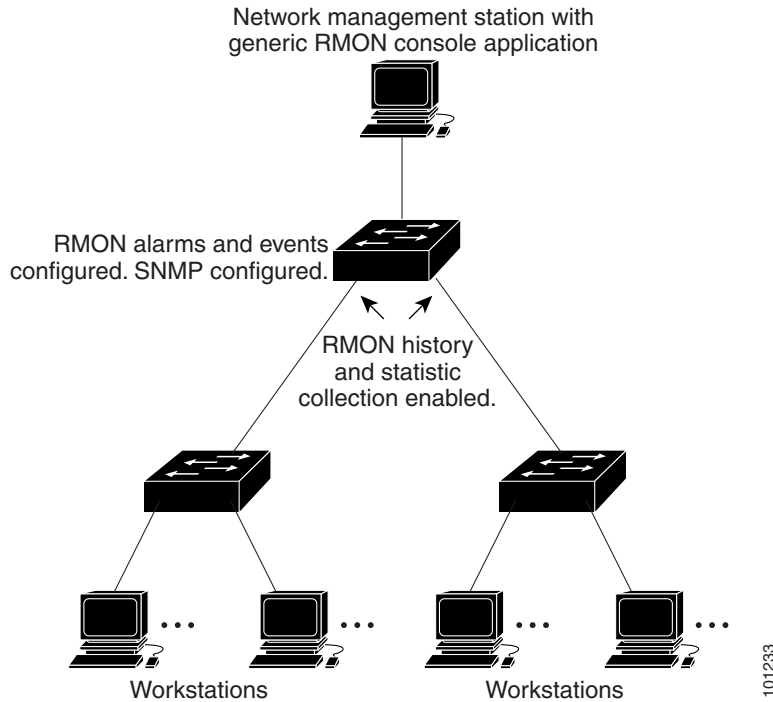 Network management station with
generic RMON console application
RMON alarms and events
configured. SNMP configured.
RMON history
and statistic
collection enabled.
Workstations
Workstations
101233